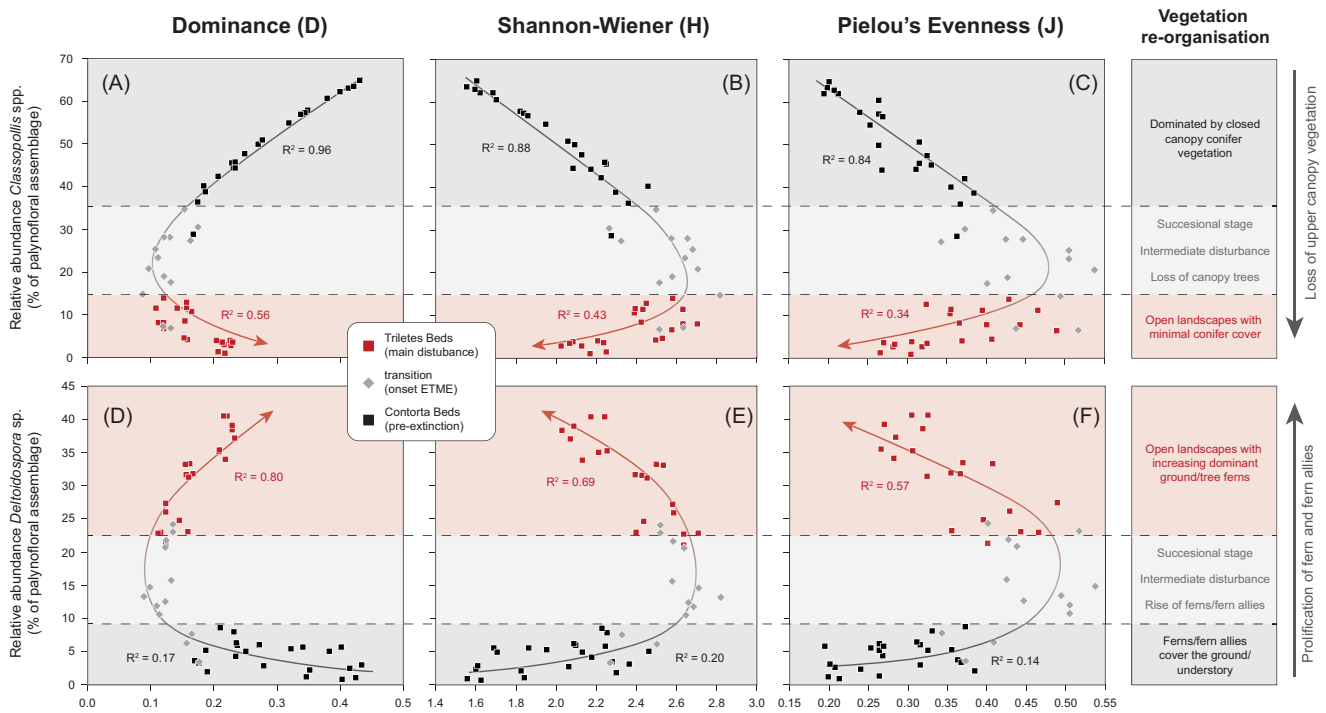 Dominance (D)
Shannon-Wiener (H)
Pielou's Evenness (J)
Vegetation
re-organisation
Relative abundance Classopollis spp.
(% of palynofloral assemblage)
70
60
50
40
30
20
10
0
(A)
R² = 0.96
R² = 0.56
(B)
R² = 0.88
R² = 0.43
(C)
R² = 0.84
R² = 0.34
Dominated by closed
canopy conifer
vegetation
Succesional stage
Intermediate disturbance
Loss of canopy trees
Open landscapes with
minimal conifer cover
Loss of upper canopy vegetation
Triletes Beds
(main distubance)
transition
(onset ETME)
Contorta Beds
(pre-extinction)
Relative abundance Deltoidospora sp.
(% of palynofloral assemblage)
45
40
35
30
25
20
15
10
5
0
(D)
R² = 0.80
R² = 0.17
(E)
R² = 0.69
R² = 0.20
(F)
R² = 0.57
R² = 0.14
Open landscapes with
increasing dominant
ground/tree ferns
Succesional stage
Intermediate disturbance
Rise of ferns/fern allies
Ferns/fern allies
cover the ground/
understory
Prolification of fern and fern allies
0.0 0.1 0.2 0.3 0.4 0.5
1.4 1.6 1.8 2.0 2.2 2.4 2.6 2.8 3.0
0.15 0.20 0.25 0.30 0.35 0.40 0.45 0.50 0.55